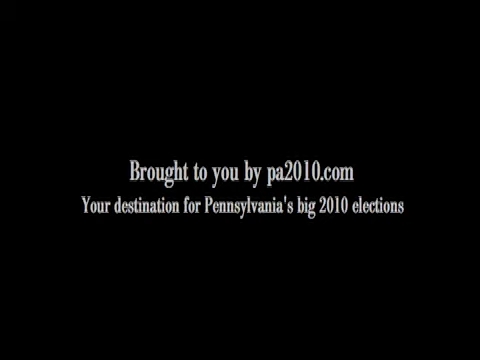 Brought to you by pa2010.com
Your destination for Pennsylvania's big 2010 elections